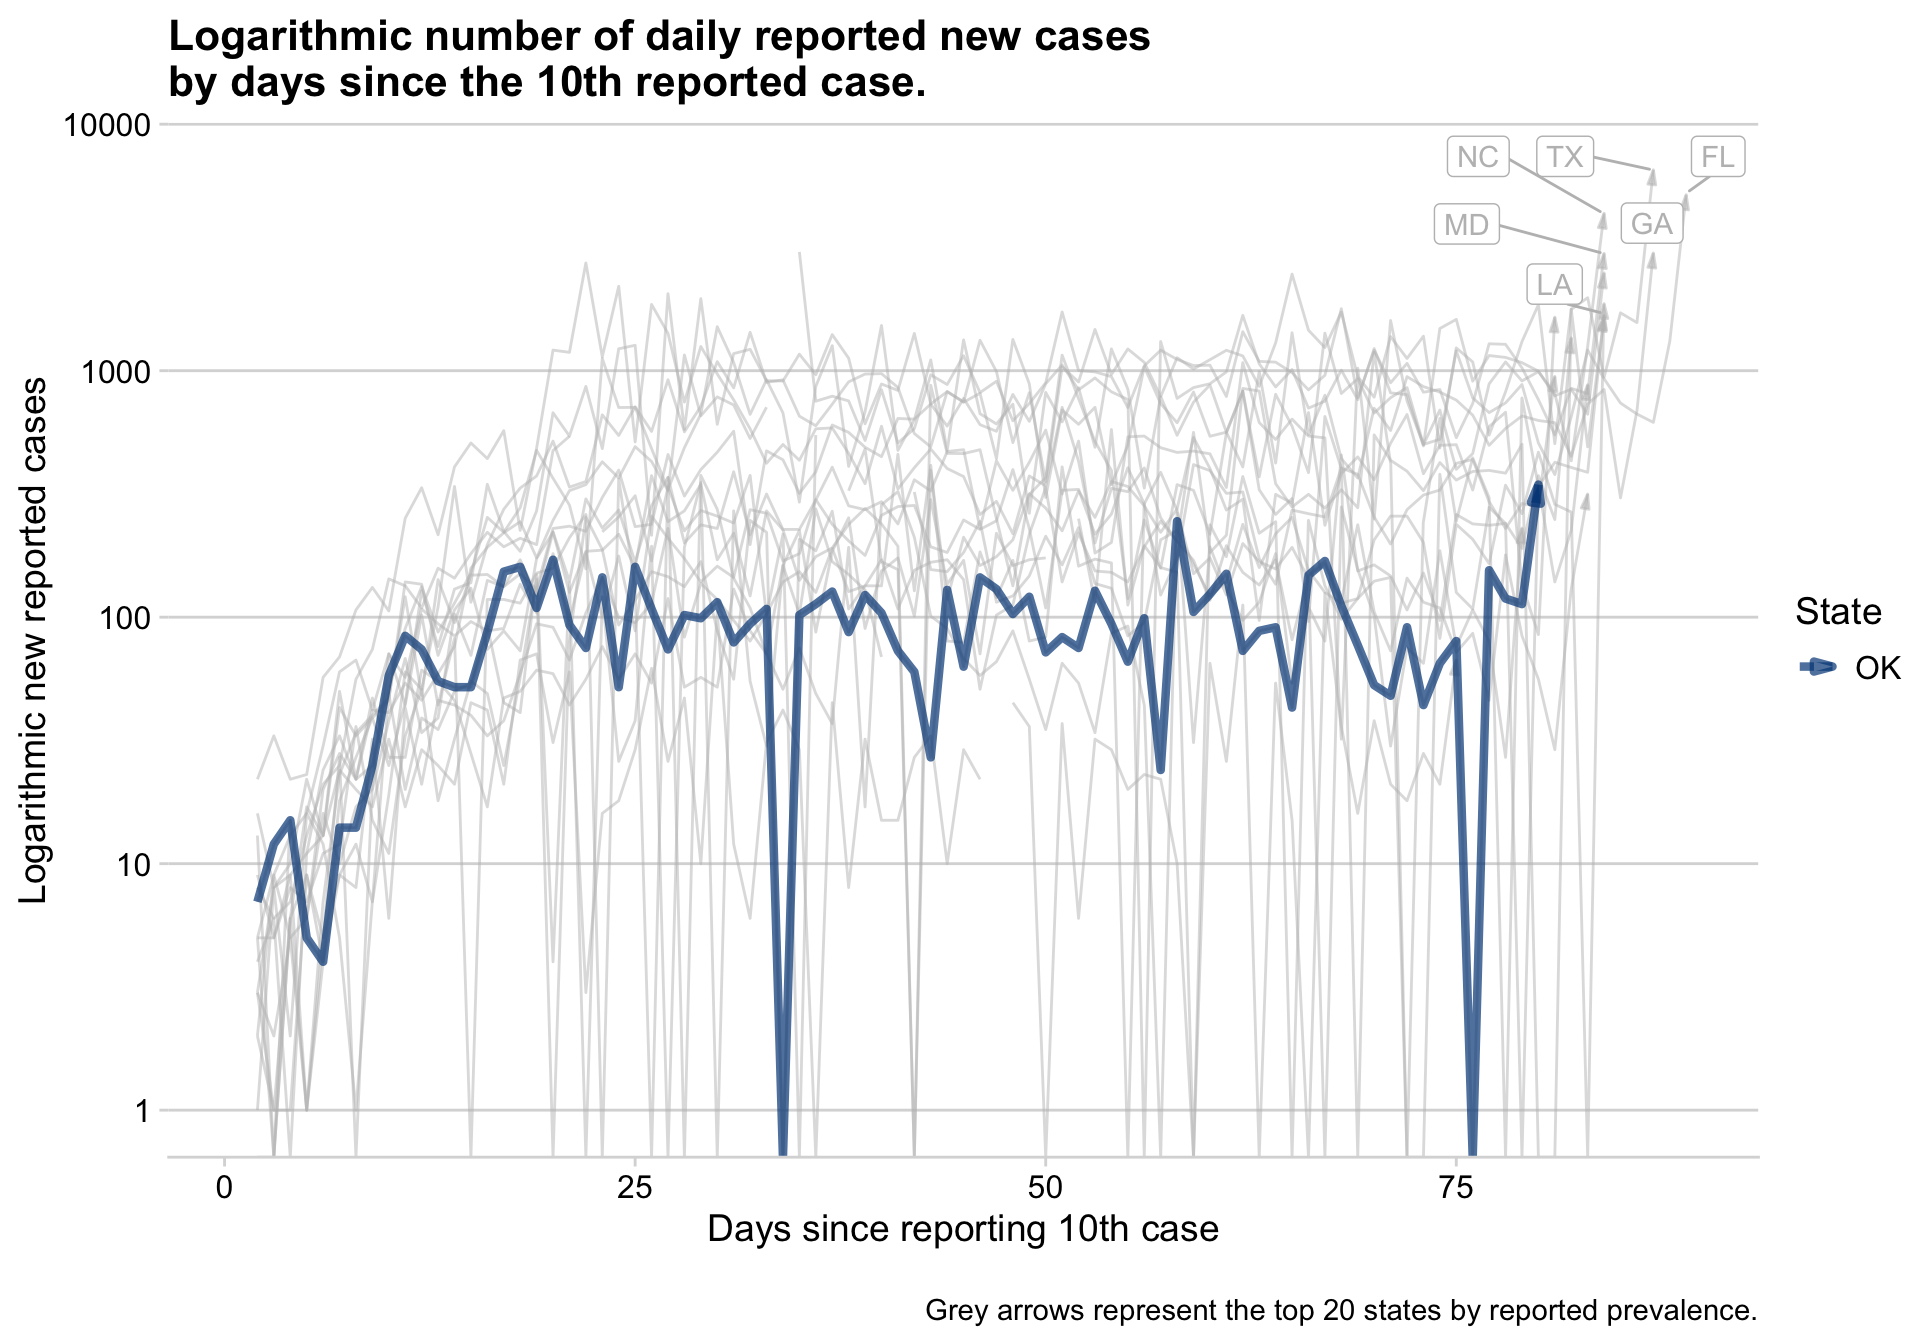 Logarithmic number of daily reported new cases
by days since the 10th reported case.
Logarithmic new reported cases
10000
1000
100
10
1
NC
TX
FL
MD
GA
LA
State
OK
0
25
50
75
Days since reporting 10th case
Grey arrows represent the top 20 states by reported prevalence.